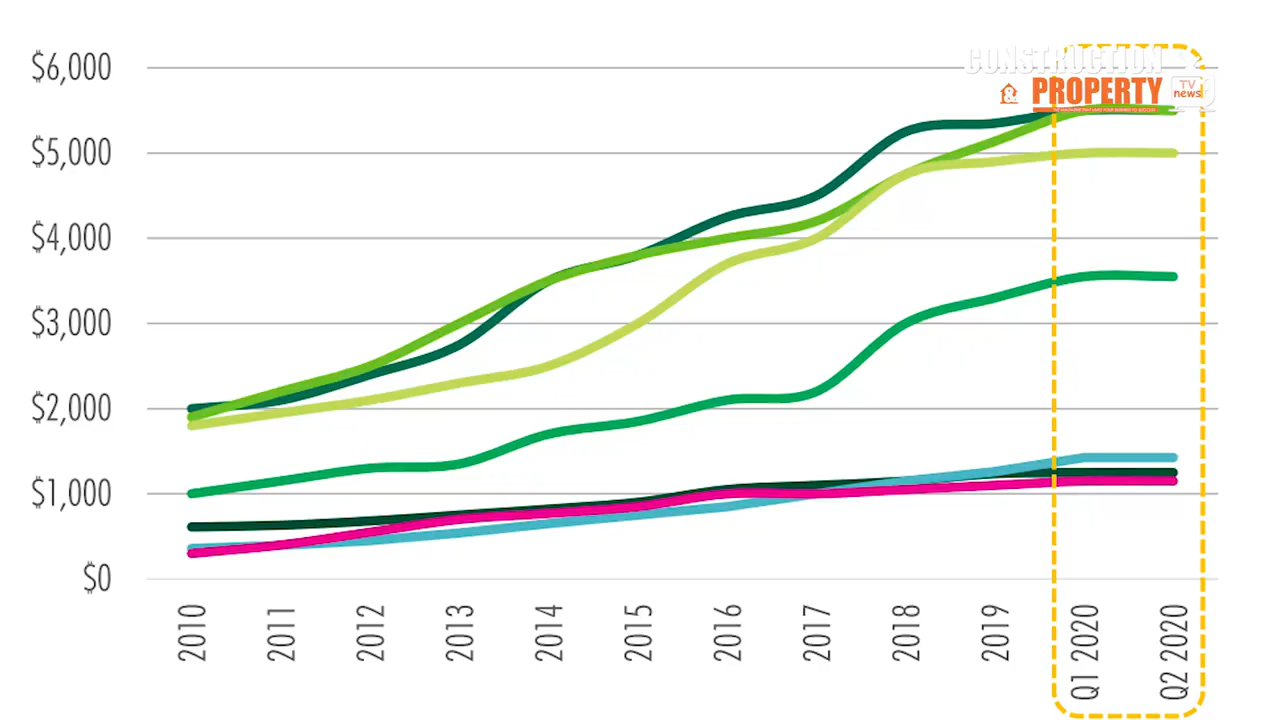 CONSTRUCTION
& PROPERTY
TV
news
$6,000
$5,000
$4,000
$3,000
$2,000
$1,000
$0
2010
2011
2012
2013
2014
2015
2016
2017
2018
2019
Q1 2020
Q2 2020